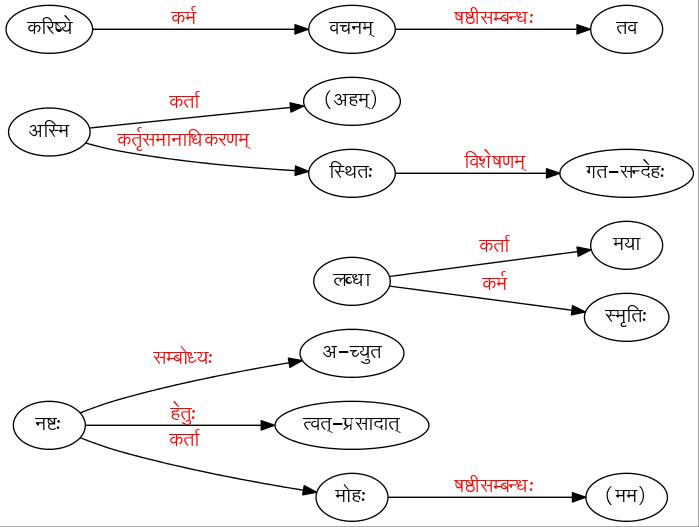 करिष्ये कर्म वचनम् षष्ठीसम्बन्धः तव
कर्ता (अहम्)
अस्मि
कर्तृसमानाधिकरणम्
स्थितः विशेषणम् गत-सन्देहः
कर्ता मया
लब्धा
कर्म स्मृतिः
सम्बोध्यः अ-च्युत
नष्टः हेतुः त्वत्-प्रसादात्
कर्ता
मोहः षष्ठीसम्बन्धः (मम)